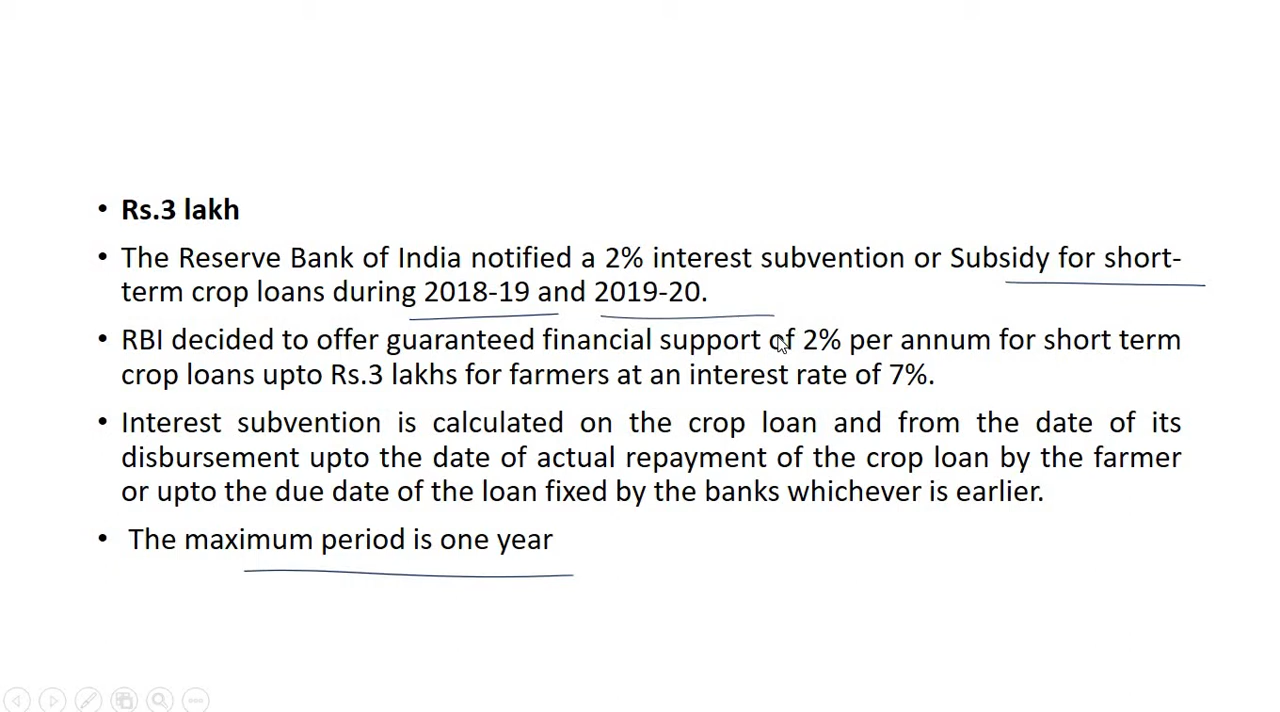 • Rs.3 lakh
• The Reserve Bank of India notified a 2% interest subvention or Subsidy for short-
term crop loans during 2018-19 and 2019-20.
• RBI decided to offer guaranteed financial support of 2% per annum for short term
crop loans upto Rs.3 lakhs for farmers at an interest rate of 7%.
• Interest subvention is calculated on the crop loan and from the date of its
disbursement upto the date of actual repayment of the crop loan by the farmer
or upto the due date of the loan fixed by the banks whichever is earlier.
• The maximum period is one year